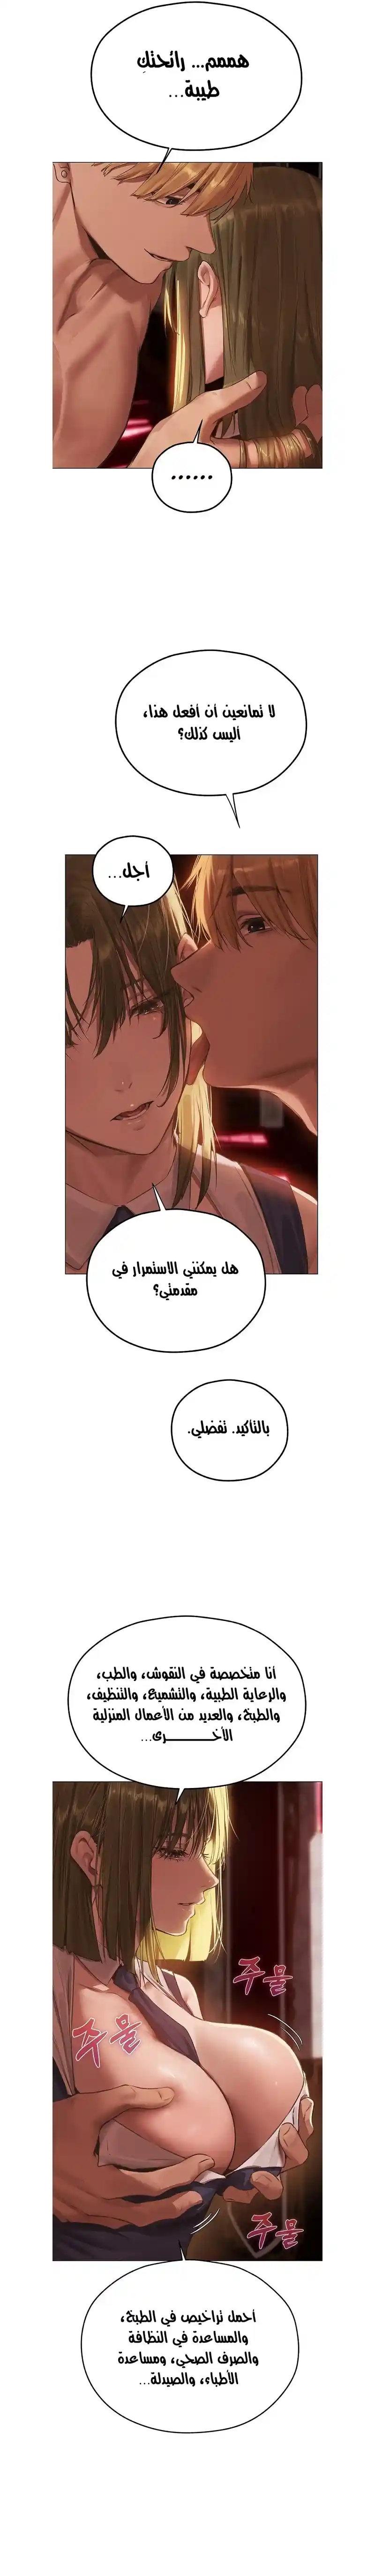 هممم... رائحتكِ
طيبة...
......
لا تمانعين أن أفعل هذا،
أليس كذلك؟
أجل...
هل يمكنني الاستمرار في
مقدمتي؟
بالتأكيد. تفضلي.
أنا متخصصة في النقوش، والطب،
والرعاية الطبية، والتشميع، والتنظيف،
والطبخ، والعديد من الأعمال المنزلية
الأخـــــرى...
주물
주물
주물
أحمل تراخيص في الطبخ،
والمساعدة في النظافة
والصرف الصحي، ومساعدة
الأطباء، والصيدلة...